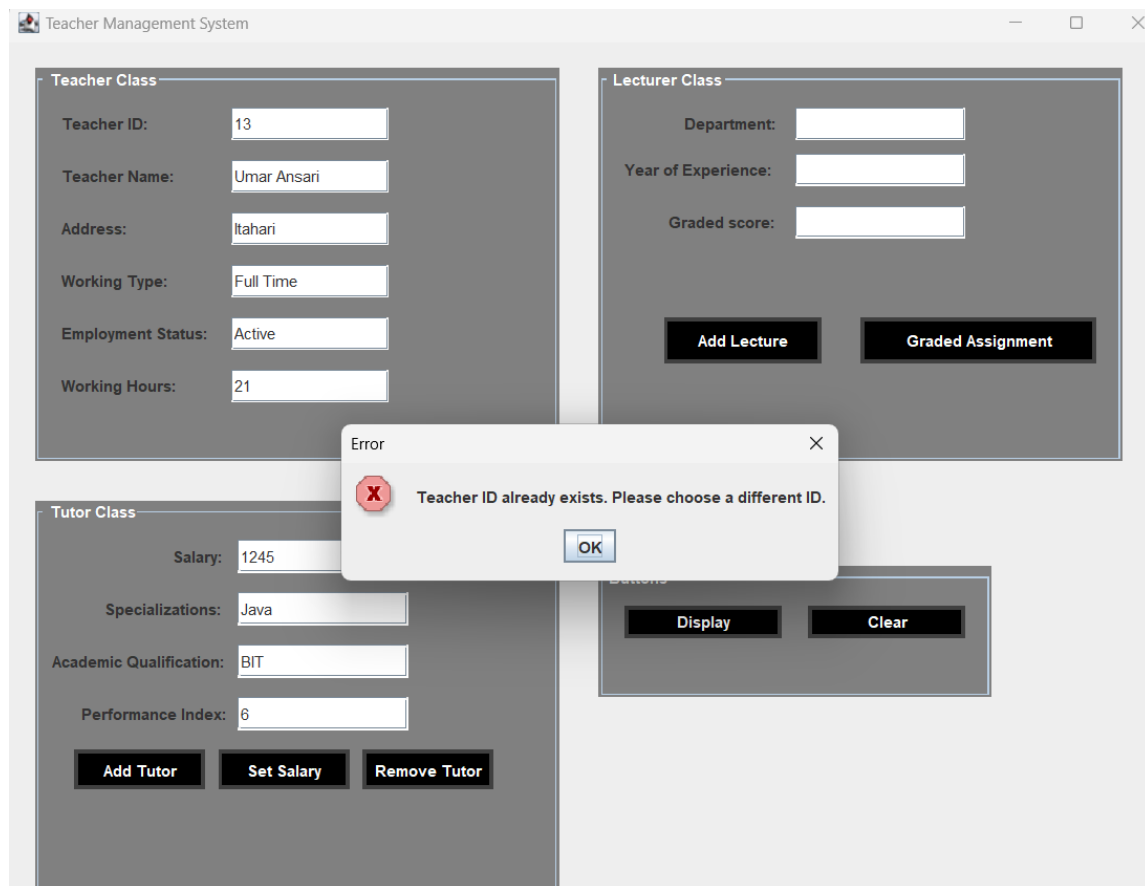 Teacher Management System
Teacher Class
Teacher ID: 13
Teacher Name: Umar Ansari
Address: Itahari
Working Type: Full Time
Employment Status: Active
Working Hours: 21
Lecturer Class
Department:
Year of Experience:
Graded score:
Add Lecture Graded Assignment
Error
Teacher ID already exists. Please choose a different ID.
OK
Tutor Class
Salary: 1245
Specializations: Java
Academic Qualification: BIT
Performance Index: 6
Add Tutor Set Salary Remove Tutor
Buttons
Display Clear